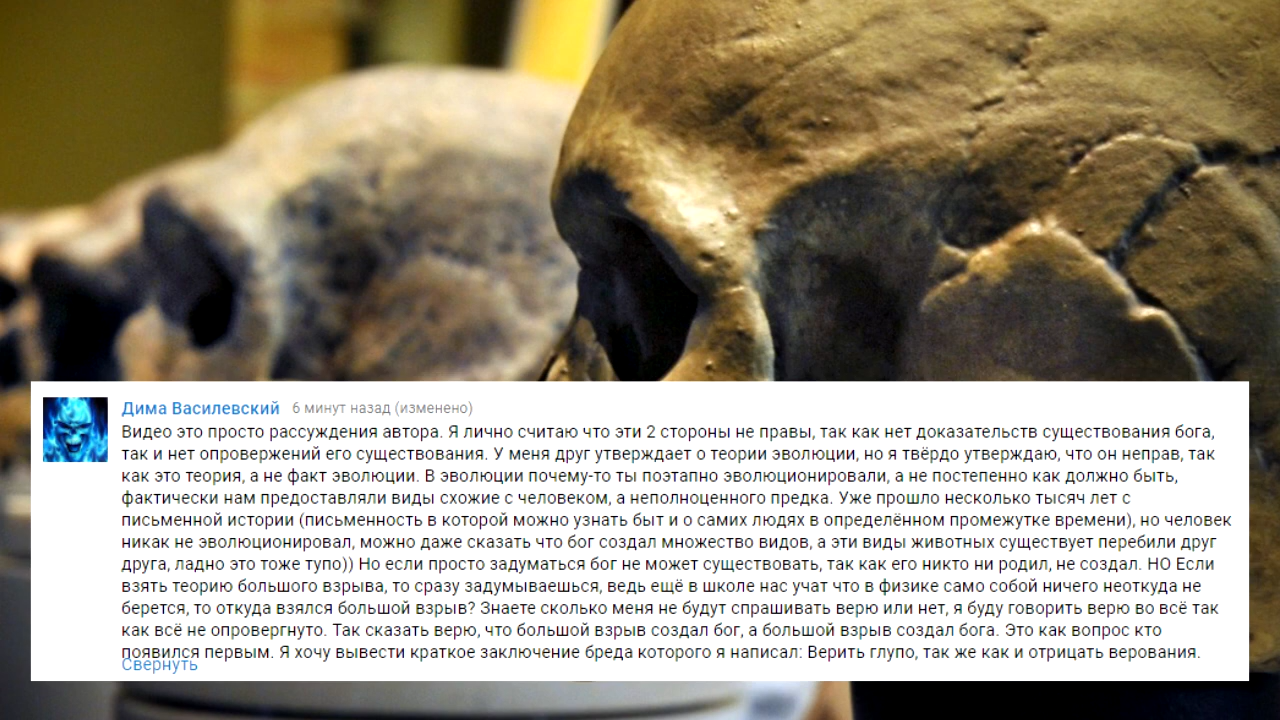 Дима Василевский 6 минут назад (изменено)
Видео это просто рассуждения автора. Я лично считаю что эти 2 стороны не правы, так как нет доказательств существования бога,
так и нет опровержений его существования. У меня друг утверждает о теории эволюции, но я твёрдо утверждаю, что он неправ, так
как это теория, а не факт эволюции. В эволюции почему-то ты поэтапно эволюционировали, а не постепенно как должно быть,
фактически нам предоставляли виды схожие с человеком, а неполноценного предка. Уже прошло несколько тысяч лет с
письменной истории (письменность в которой можно узнать быт и о самих людях в определённом промежутке времени), но человек
никак не эволюционировал, можно даже сказать что бог создал множество видов, а эти виды животных существует перебили друг
друга, ладно это тоже тупо)) Но если просто задуматься бог не может существовать, так как его никто ни родил, не создал. НО Если
взять теорию большого взрыва, то сразу задумываешься, ведь ещё в школе нас учат что в физике само собой ничего неоткуда не
берется, то откуда взялся большой взрыв? Знаете сколько меня не будут спрашивать верю или нет, я буду говорить верю во всё так
как всё не опровергнуто. Так сказать верю, что большой взрыв создал бог, а большой взрыв создал бога. Это как вопрос кто
появился первым. Я хочу вывести краткое заключение бреда которого я написал: Верить глупо, так же как и отрицать верования.
Свернуть